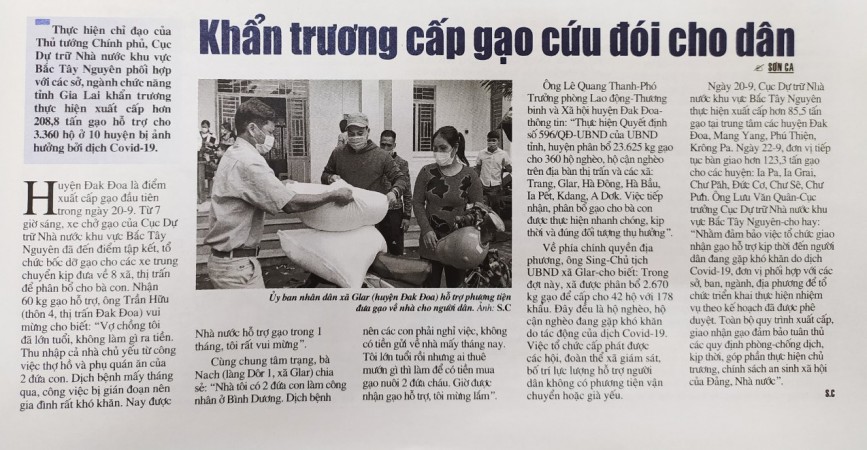 Khẩn trương cấp gạo cứu đói cho dân
SƠN CA
Thực hiện chỉ đạo của
Thủ tướng Chính phủ, Cục
Dự trữ Nhà nước khu vực
Bắc Tây Nguyên phối hợp
với các sở, ngành chức năng
tỉnh Gia Lai khẩn trương
thực hiện xuất cấp hơn
208,8 tấn gạo hỗ trợ cho
3.360 hộ ở 10 huyện bị ảnh
hưởng bởi dịch Covid-19.
Huyện Đak Đoa là điểm
xuất cấp gạo đầu tiên
trong ngày 20-9. Từ 7
giờ sáng, xe chở gạo của Cục Dự
trữ Nhà nước khu vực Bắc Tây
Nguyên đã đến điểm tập kết, tổ
chức bốc dỡ gạo cho các xe trung
chuyển kịp đưa về 8 xã, thị trấn
để phân bổ cho bà con. Nhận
60 kg gạo hỗ trợ, ông Trần Hữu
(thôn 4, thị trấn Đak Đoa) vui
mừng cho biết: “Vợ chồng tôi
đã lớn tuổi, không làm gì ra tiền.
Thu nhập cả nhà chủ yếu từ công
việc thợ hồ và phụ quán ăn của
2 đứa con. Dịch bệnh mấy tháng
qua, công việc bị gián đoạn nên
gia đình rất khó khăn. Nay được
Ủy ban nhân dân xã Glar (huyện Đak Đoa) hỗ trợ phương tiện
đưa gạo về nhà cho người dân. Ảnh: S.C
Nhà nước hỗ trợ gạo trong 1
tháng, tôi rất vui mừng”.
Cùng chung tâm trạng, bà
Nach (làng Dôr 1, xã Glar) chia
sẻ: “Nhà tôi có 2 đứa con làm công
nhân ở Bình Dương. Dịch bệnh
nên các con phải nghỉ việc, không
có tiền gửi về nhà mấy tháng nay.
Tôi lớn tuổi rồi nhưng ai thuê
mướn gì thì làm để có tiền mua
gạo nuôi 2 đứa cháu. Giờ được
nhận gạo hỗ trợ, tôi mừng lắm”.
Ông Lê Quang Thanh-Phó
Trưởng phòng Lao động-Thương
binh và Xã hội huyện Đak Đoa-
thông tin: “Thực hiện Quyết định
số 596/QĐ-UBND của UBND
tỉnh, huyện phân bổ 23.625 kg gạo
cho 360 hộ nghèo, hộ cận nghèo
trên địa bàn thị trấn và các xã:
Trang, Glar, Hà Đông, Hà Bầu,
Ia Pết, Kdang, A Dơk. Việc tiếp
nhận, phân bổ gạo cho bà con
được thực hiện nhanh chóng, kịp
thời và đúng đối tượng thụ hưởng”.
Về phía chính quyền địa
phương, ông Sing-Chủ tịch
UBND xã Glar-cho biết: Trong
đợt này, xã được phân bổ 2.670
kg gạo để cấp cho 42 hộ với 178
khẩu. Đây đều là hộ nghèo, hộ
cận nghèo đang gặp khó khăn
do tác động của dịch Covid-19.
Việc tổ chức cấp phát được
các hội, đoàn thể xã giám sát,
bố trí lực lượng hỗ trợ người
dân không có phương tiện vận
chuyển hoặc già yếu.
Ngày 20-9, Cục Dự trữ Nhà
nước khu vực Bắc Tây Nguyên
thực hiện xuất cấp hơn 85,5 tấn
gạo tại trung tâm các huyện Đak
Đoa, Mang Yang, Phú Thiện,
Krông Pa. Ngày 22-9, đơn vị tiếp
tục bàn giao hơn 123,3 tấn gạo
cho các huyện: Ia Pa, Ia Grai,
Chư Păh, Đức Cơ, Chư Sê, Chư
Pưh. Ông Lưu Văn Quân-Cục
trưởng Cục Dự trữ Nhà nước khu
vực Bắc Tây Nguyên-cho hay:
“Nhằm đảm bảo việc tổ chức giao
nhận gạo hỗ trợ kịp thời đến người
dân đang gặp khó khăn do dịch
Covid-19, đơn vị phối hợp với các
sở, ban, ngành, địa phương để tổ
chức triển khai thực hiện nhiệm
vụ theo kế hoạch đã được phê
duyệt. Toàn bộ quy trình xuất cấp,
giao nhận gạo đảm bảo tuân thủ
các quy định phòng-chống dịch,
kịp thời, góp phần thực hiện chủ
trương, chính sách an sinh xã hội
của Đảng, Nhà nước”.
S.C